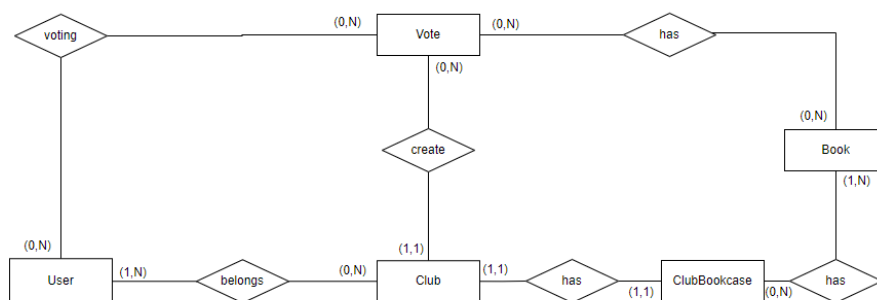 (0,N) (0,N)
voting Vote has
(0,N)
create
(0,N)
Book
(1,N)
(0,N) (1,1)
(1,N) (0,N) (1,1)
User belongs Club has ClubBookcase has
(1,1) (0,N)